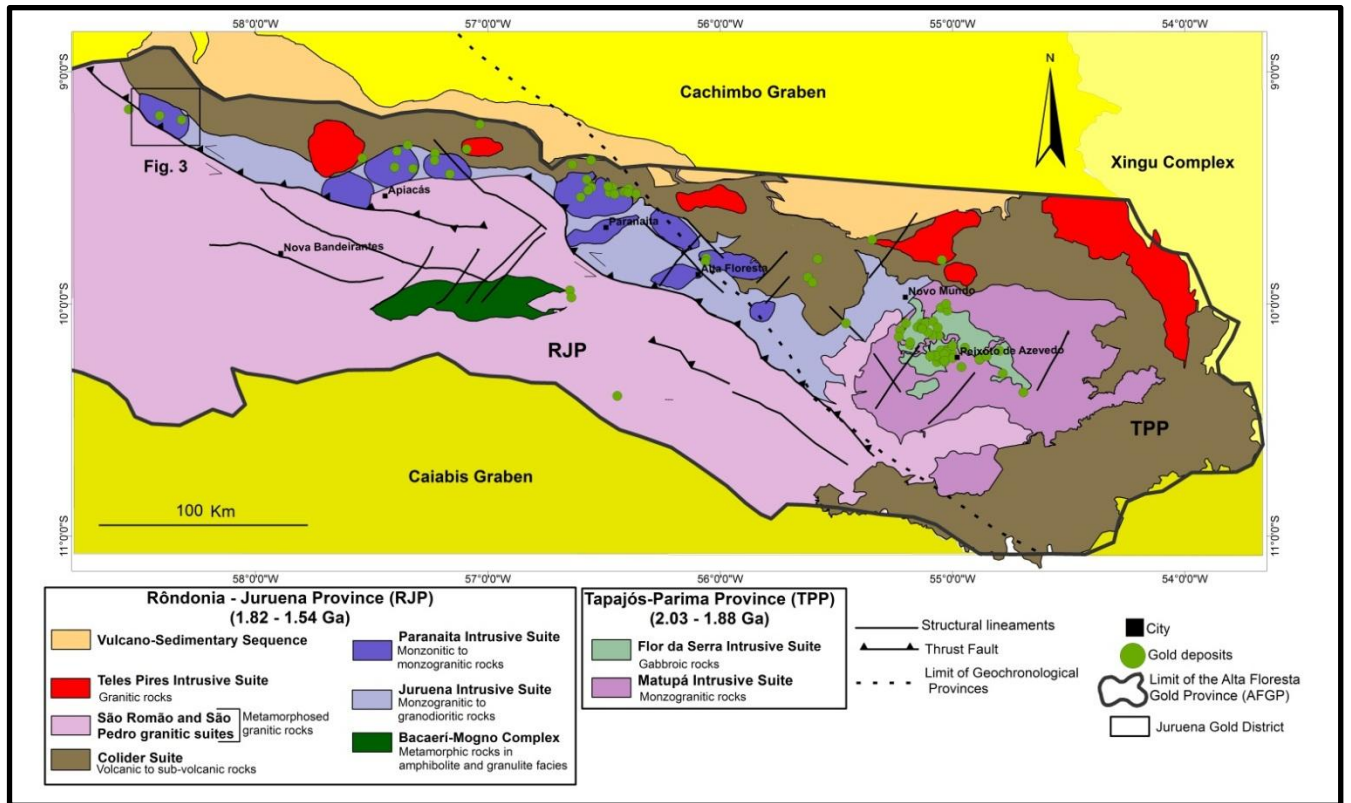 58°0'0"W
57°0'0"W
56°0'0"W
55°0'0"W
54°0'0"W
9°0'0"S
9°0'0"S
N
Cachimbo Graben
Xingu Complex
Fig. 3
Apiacás
Paranaita
Nova Bandeirantes
Alta Floresta
Novo Mundo
10°0'0"S
10°0'0"S
RJP
Peixoto de Azevedo
TPP
Caiabis Graben
100 Km
11°0'0"S
11°0'0"S
58°0'0"W
57°0'0"W
56°0'0"W
55°0'0"W
54°0'0"W
Rôndonia - Juruena Province (RJP)
(1.82 - 1.54 Ga)
Vulcano-Sedimentary Sequence
Teles Pires Intrusive Suite
Granitic rocks
São Romão and São
Pedro granitic suites
Metamorphosed
granitic rocks
Colider Suite
Volcanic to sub-volcanic rocks
Paranaita Intrusive Suite
Monzonitic to
monzogranitic rocks
Juruena Intrusive Suite
Monzogranitic to
granodioritic rocks
Bacaeri-Mogno Complex
Metamorphic rocks in
amphibolite and granulite facies
Tapajós-Parima Province (TPP)
(2.03 - 1.88 Ga)
Flor da Serra Intrusive Suite
Gabbroic rocks
Matupá Intrusive Suite
Monzogranitic rocks
Structural lineaments
Thrust Fault
Limit of Geochronological
Provinces
City
Gold deposits
Limit of the Alta Floresta
Gold Province (AFGP)
Juruena Gold District